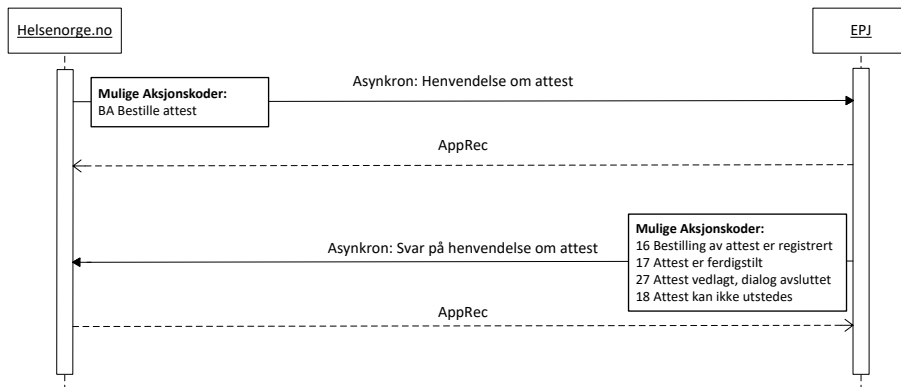 Helsenorge.no
EPJ
Asynkron: Henvendelse om attest
Mulige Aksjonskoder:
BA Bestille attest
AppRec
Mulige Aksjonskoder:
16 Bestilling av attest er registrert
17 Attest er ferdigstilt
27 Attest vedlagt, dialog avsluttet
18 Attest kan ikke utstedes
Asynkron: Svar på henvendelse om attest
AppRec